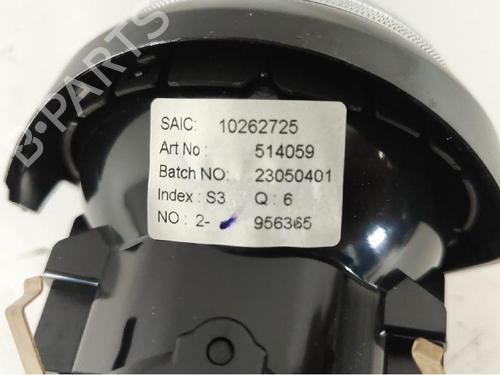 B-PARTS
SAIC: 10262725
Art No : 514059
Batch NO: 23050401
Index : S3 Q : 6
NO : 2- 956365